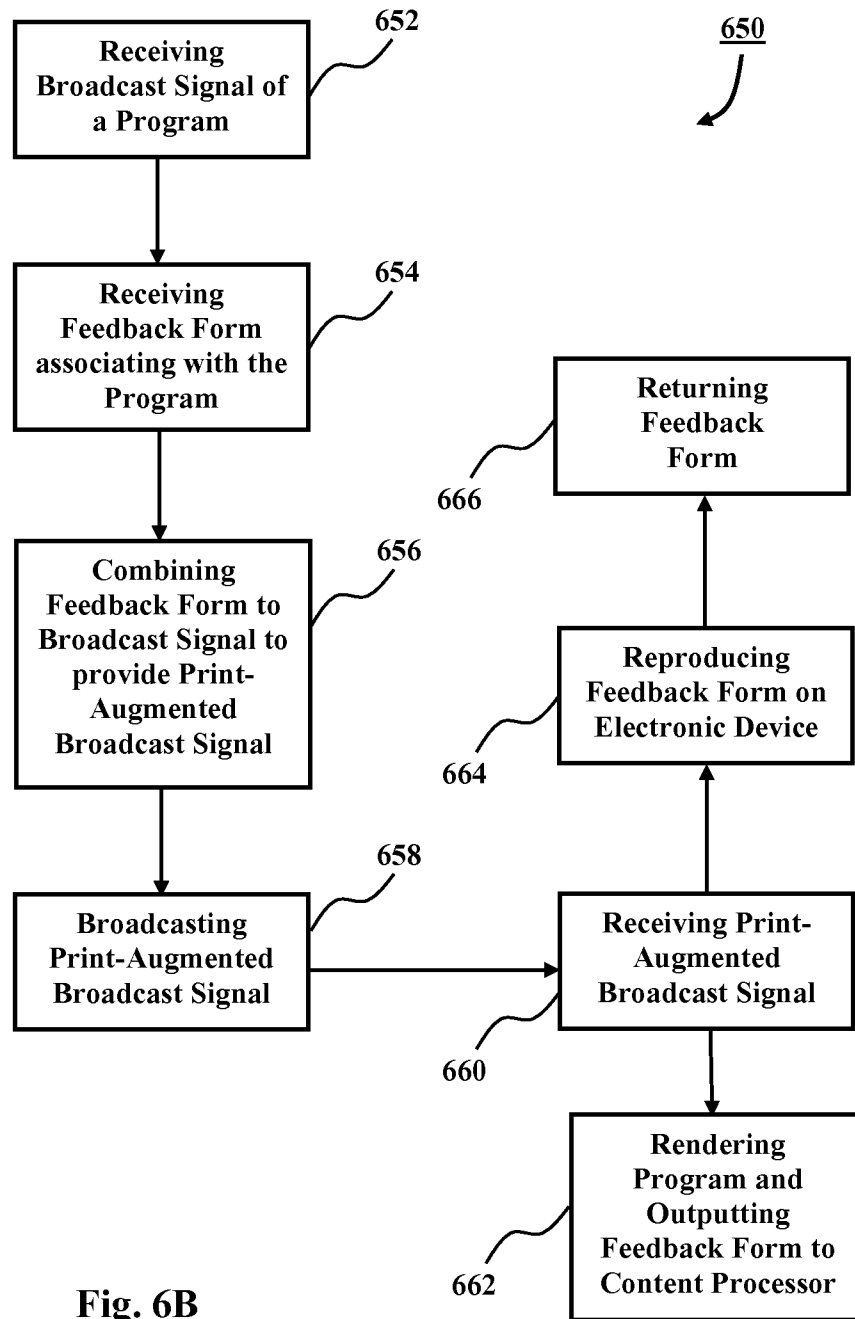 652
650
Receiving
Broadcast Signal of
a Program
654
Receiving
Feedback Form
associating with the
Program
Returning
Feedback
Form
666
656
Combining
Feedback Form to
Broadcast Signal to
provide Print-
Augmented
Broadcast Signal
Reproducing
Feedback Form on
Electronic Device
664
658
Broadcasting
Print-Augmented
Broadcast Signal
Receiving Print-
Augmented
Broadcast Signal
660
Rendering
Program and
Outputting
Feedback Form to
Content Processor
662
Fig. 6B